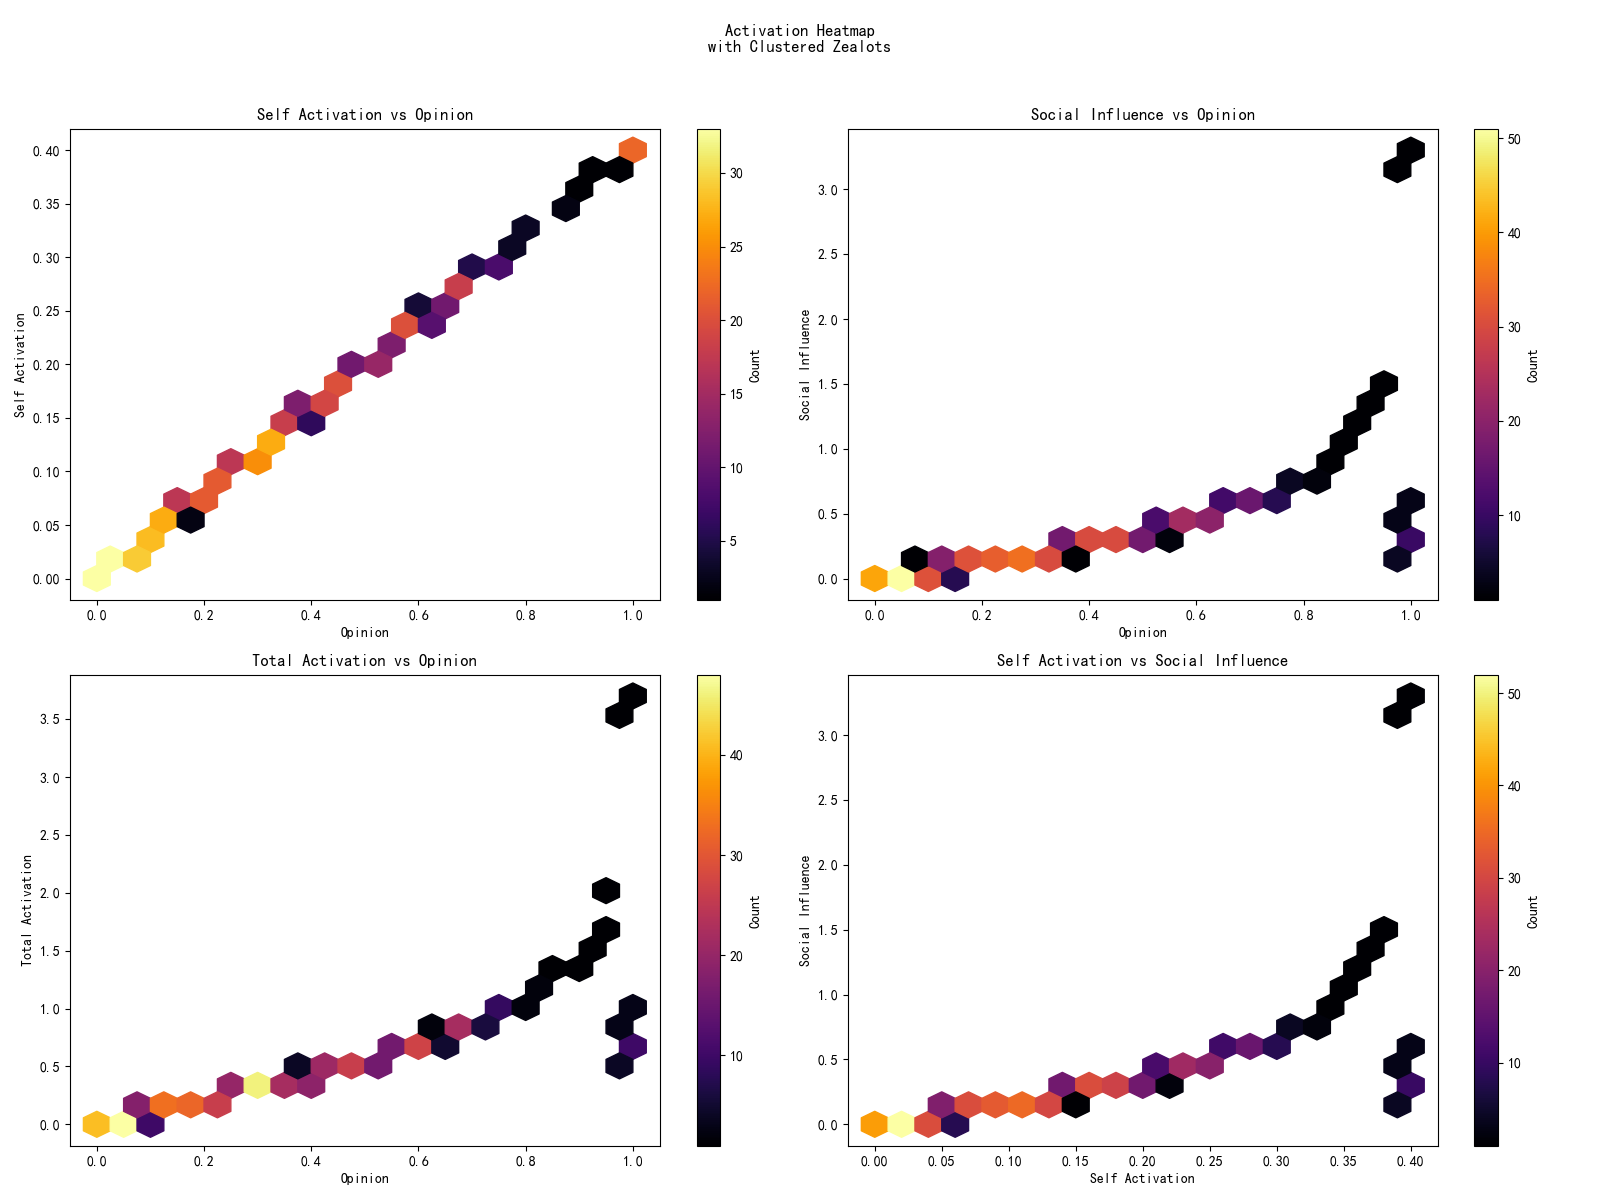 Activation Heatmap
with Clustered Zealots
Self Activation vs Opinion
Self Activation
0.40
0.35
0.30
0.25
0.20
0.15
0.10
0.05
0.00
0.0 0.2 0.4 0.6 0.8 1.0
Opinion
30
25
20
15
10
5
Count
Social Influence vs Opinion
Social Influence
3.0
2.5
2.0
1.5
1.0
0.5
0.0
0.0 0.2 0.4 0.6 0.8 1.0
Opinion
50
40
30
20
10
Count
Total Activation vs Opinion
Total Activation
3.5
3.0
2.5
2.0
1.5
1.0
0.5
0.0
0.0 0.2 0.4 0.6 0.8 1.0
Opinion
40
30
20
10
Count
Self Activation vs Social Influence
Social Influence
3.0
2.5
2.0
1.5
1.0
0.5
0.0
0.00 0.05 0.10 0.15 0.20 0.25 0.30 0.35 0.40
Self Activation
50
40
30
20
10
Count